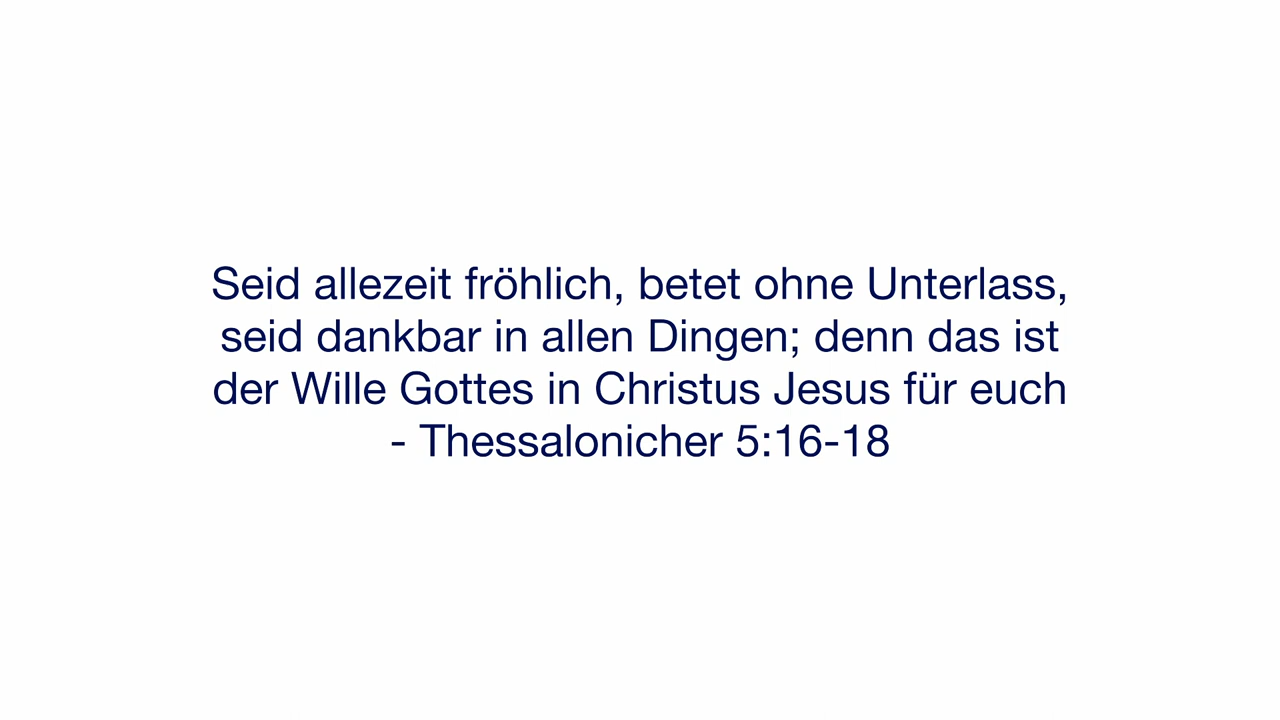 Seid allezeit fröhlich, betet ohne Unterlass,
seid dankbar in allen Dingen; denn das ist
der Wille Gottes in Christus Jesus für euch
- Thessalonicher 5:16-18